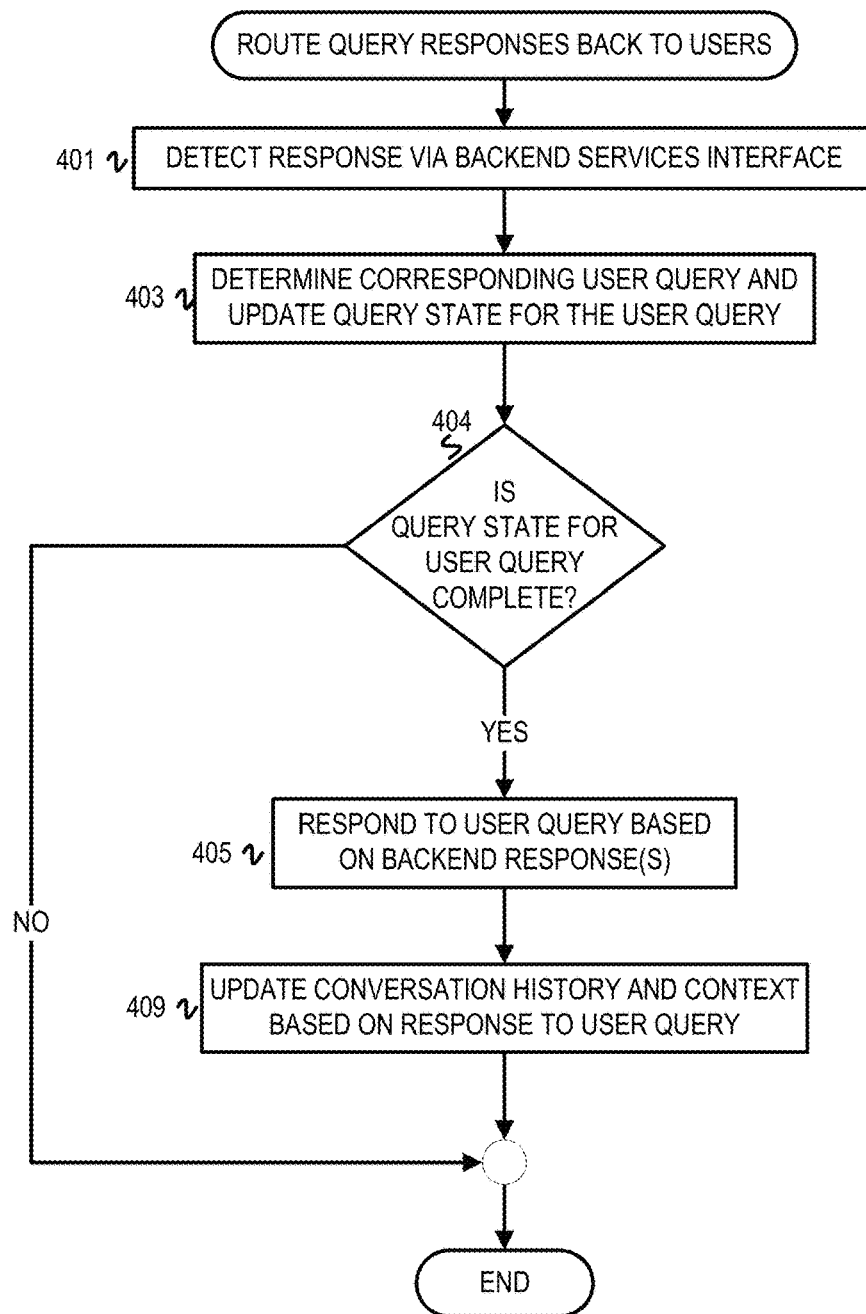 ROUTE QUERY RESPONSES BACK TO USERS
401
DETECT RESPONSE VIA BACKEND SERVICES INTERFACE
403
DETERMINE CORRESPONDING USER QUERY AND
UPDATE QUERY STATE FOR THE USER QUERY
404
IS
QUERY STATE FOR
USER QUERY
COMPLETE?
YES
405
RESPOND TO USER QUERY BASED
ON BACKEND RESPONSE(S)
NO
409
UPDATE CONVERSATION HISTORY AND CONTEXT
BASED ON RESPONSE TO USER QUERY
END